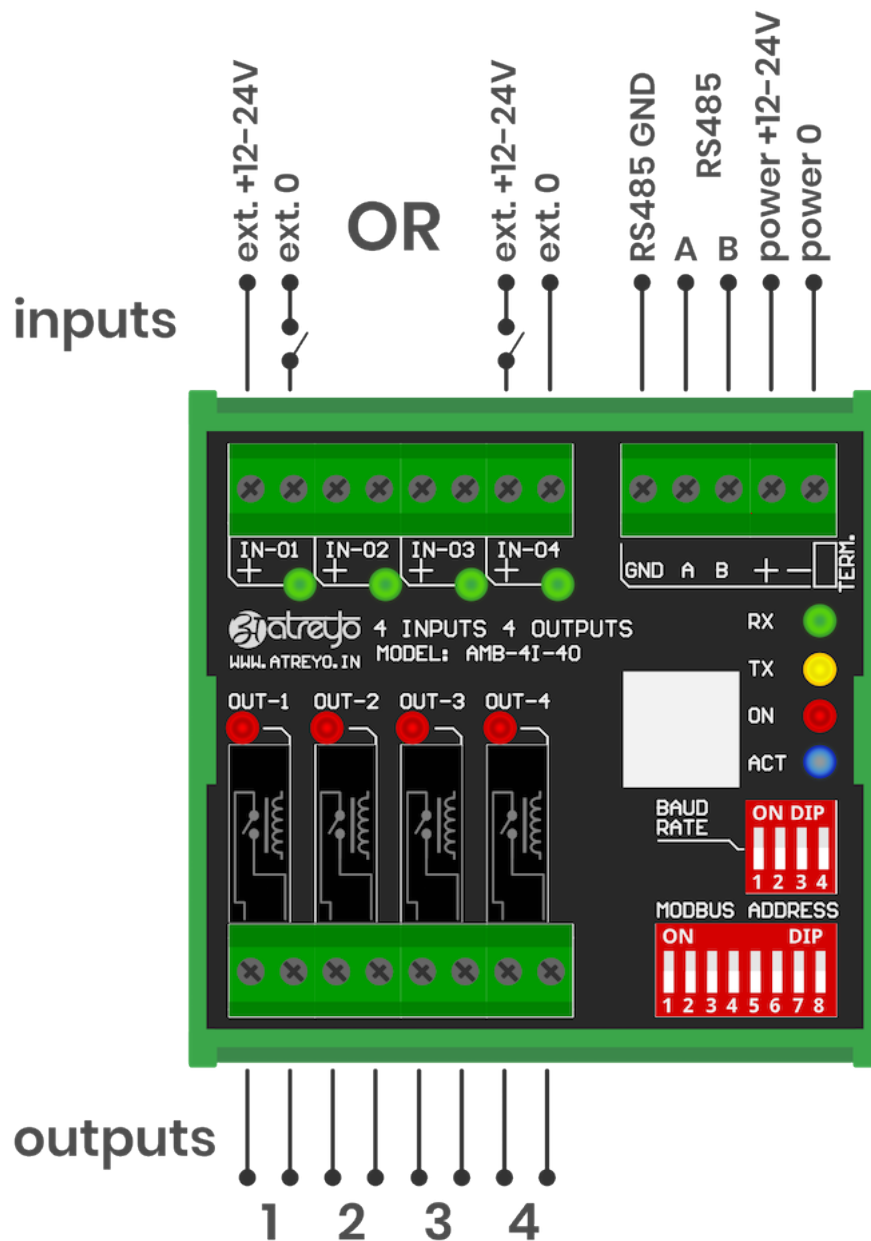 ext. +12-24V
ext. 0
OR
ext. +12-24V
ext. 0
RS485 GND
A
RS485
B
power +12-24V
power 0
inputs
IN-01 IN-02 IN-03 IN-04
+ + + +
GND A B + −
TERM.
atreyo 4 INPUTS 4 OUTPUTS
WWW.ATREYO.IN MODEL: AMB-4I-4O
RX
TX
ON
ACT
OUT-1 OUT-2 OUT-3 OUT-4
BAUD
RATE
ON DIP
1 2 3 4
MODBUS ADDRESS
ON DIP
1 2 3 4 5 6 7 8
outputs
1 2 3 4